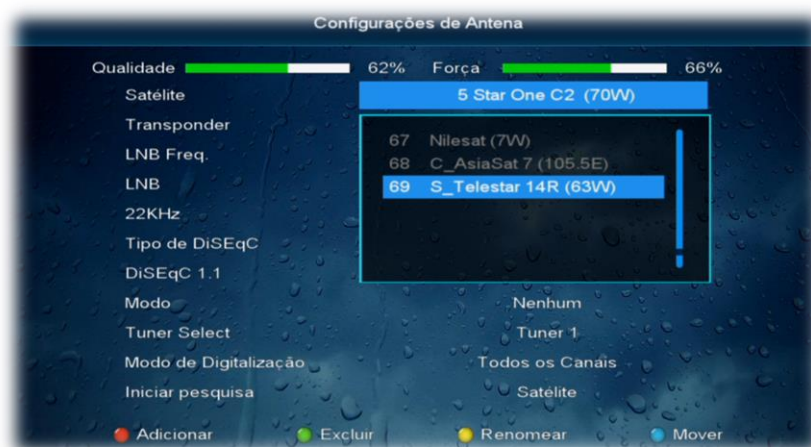 Configurações de Antena
Qualidade 62% Força 66%
Satélite 5 Star One C2 (70W)
Transponder
67 Nilesat (7W)
LNB Freq.
68 C_AsiaSat 7 (105.5E)
LNB
69 S_Telestar 14R (63W)
22KHz
Tipo de DiSEqC
DiSEqC 1.1
Modo Nenhum
Tuner Select Tuner 1
Modo de Digitalização Todos os Canais
Iniciar pesquisa Satélite
Adicionar Excluir Renomear Mover